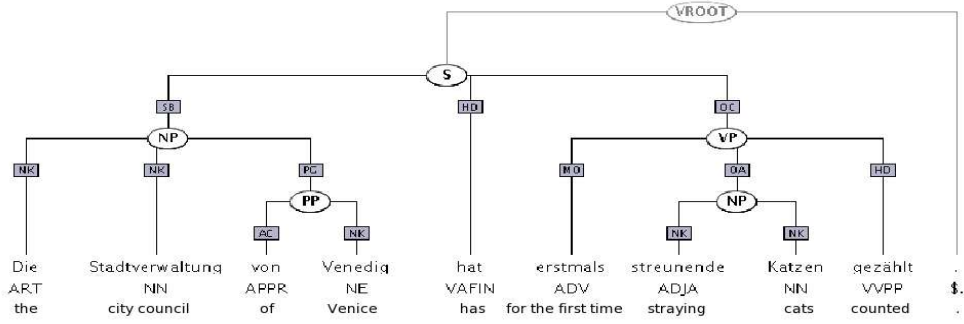 VROOT
S
SB HD OC
NP VP
NK NK PG MO OA HD
PP NP
AC NK NK NK
Die Stadtverwaltung von Venedig hat erstmals streunende Katzen gezählt .
ART NN APPR NE VAFIN ADV ADJA NN VVPP $.
the city council of Venice has for the first time straying cats counted .